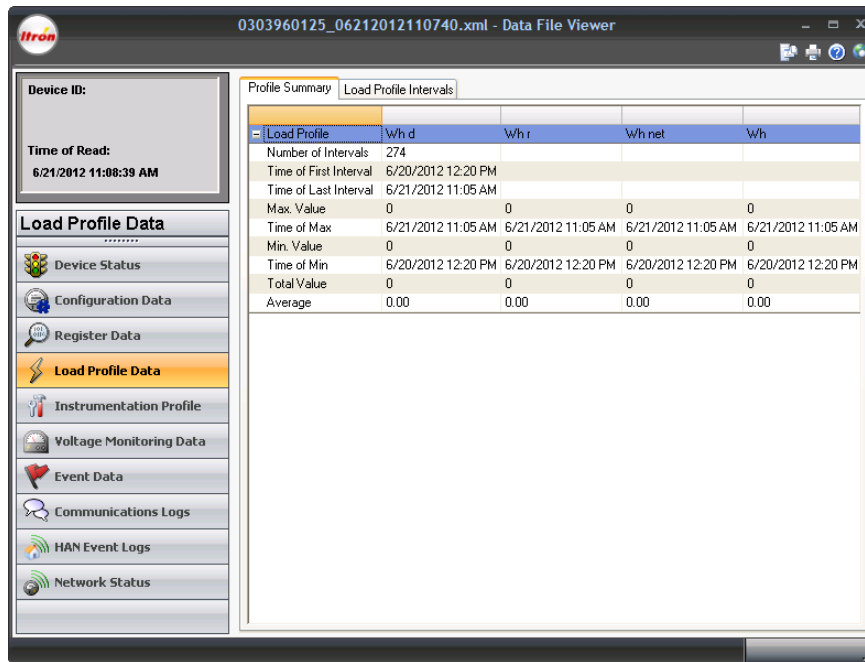 Itron
0303960125_06212012110740.xml - Data File Viewer
Device ID:
Time of Read:
6/21/2012 11:08:39 AM
Load Profile Data
Device Status
Configuration Data
Register Data
Load Profile Data
Instrumentation Profile
Voltage Monitoring Data
Event Data
Communications Logs
HAN Event Logs
Network Status
Profile Summary Load Profile Intervals
Load Profile Wh d Wh r Wh net Wh
Number of Intervals 274
Time of First Interval 6/20/2012 12:20 PM
Time of Last Interval 6/21/2012 11:05 AM
Max. Value 0 0 0 0
Time of Max 6/21/2012 11:05 AM 6/21/2012 11:05 AM 6/21/2012 11:05 AM 6/21/2012 11:05 AM
Min. Value 0 0 0 0
Time of Min 6/20/2012 12:20 PM 6/20/2012 12:20 PM 6/20/2012 12:20 PM 6/20/2012 12:20 PM
Total Value 0 0 0 0
Average 0.00 0.00 0.00 0.00